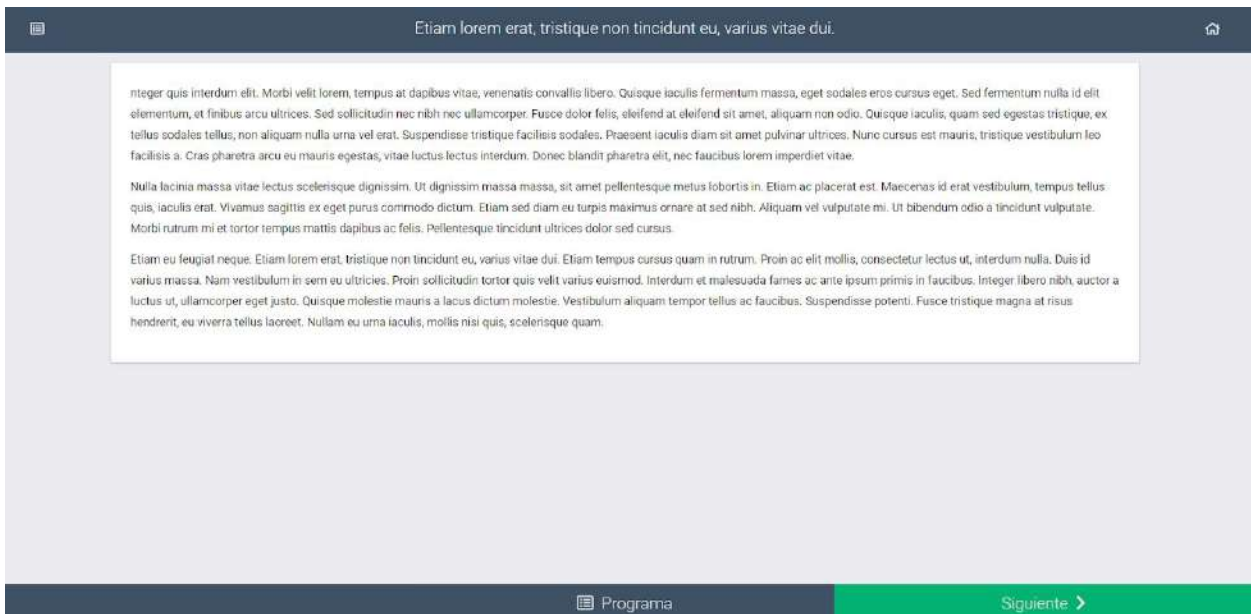 Etiam lorem erat, tristique non tincidunt eu, varius vitae dui.
nteger quis interdum elit. Morbi velit lorem, tempus at dapibus vitae, venenatis convallis libero. Quisque iaculis fermentum massa, eget sodales eros cursus eget. Sed fermentum nulla id elit
elementum, et finibus arcu ultrices. Sed sollicitudin nec nibh nec ullamcorper. Fusce dolor felis, eleifend at eleifend sit amet, aliquam non odio. Quisque iaculis, quam sed egestas tristique, ex
tellus sodales tellus, non aliquam nulla urna vel erat. Suspendisse tristique facilisis sodales. Praesent iaculis diam sit amet pulvinar ultrices. Nunc cursus est mauris, tristique vestibulum leo
facilisis a. Cras pharetra arcu eu mauris egestas, vitae luctus lectus interdum. Donec blandit pharetra elit, nec faucibus lorem imperdiet vitae.
Nulla lacinia massa vitae lectus scelerisque dignissim. Ut dignissim massa massa, sit amet pellentesque metus lobortis in. Etiam ac placerat est. Maecenas id erat vestibulum, tempus tellus
quis, iaculis erat. Vivamus sagittis ex eget purus commodo dictum. Etiam sed diam eu turpis maximus ornare at sed nibh. Aliquam vel vulputate mi. Ut bibendum odio a tincidunt vulputate.
Morbi rutrum mi et tortor tempus mattis dapibus ac felis. Pellentesque tincidunt ultrices dolor sed cursus.
Etiam eu feugiat neque. Etiam lorem erat, tristique non tincidunt eu, varius vitae dui. Etiam tempus cursus quam in rutrum. Proin ac elit mollis, consectetur lectus ut, interdum nulla. Duis id
varius massa. Nam vestibulum in sem eu ultricies. Proin sollicitudin tortor quis velit varius euismod. Interdum et malesuada fames ac ante ipsum primis in faucibus. Integer libero nibh, auctor a
luctus ut, ullamcorper eget justo. Quisque molestie mauris a lacus dictum molestie. Vestibulum aliquam tempor tellus ac faucibus. Suspendisse potenti. Fusce tristique magna at risus
hendrerit, eu viverra tellus laoreet. Nullam eu urna iaculis, mollis nisi quis, scelerisque quam.
Programa
Siguiente